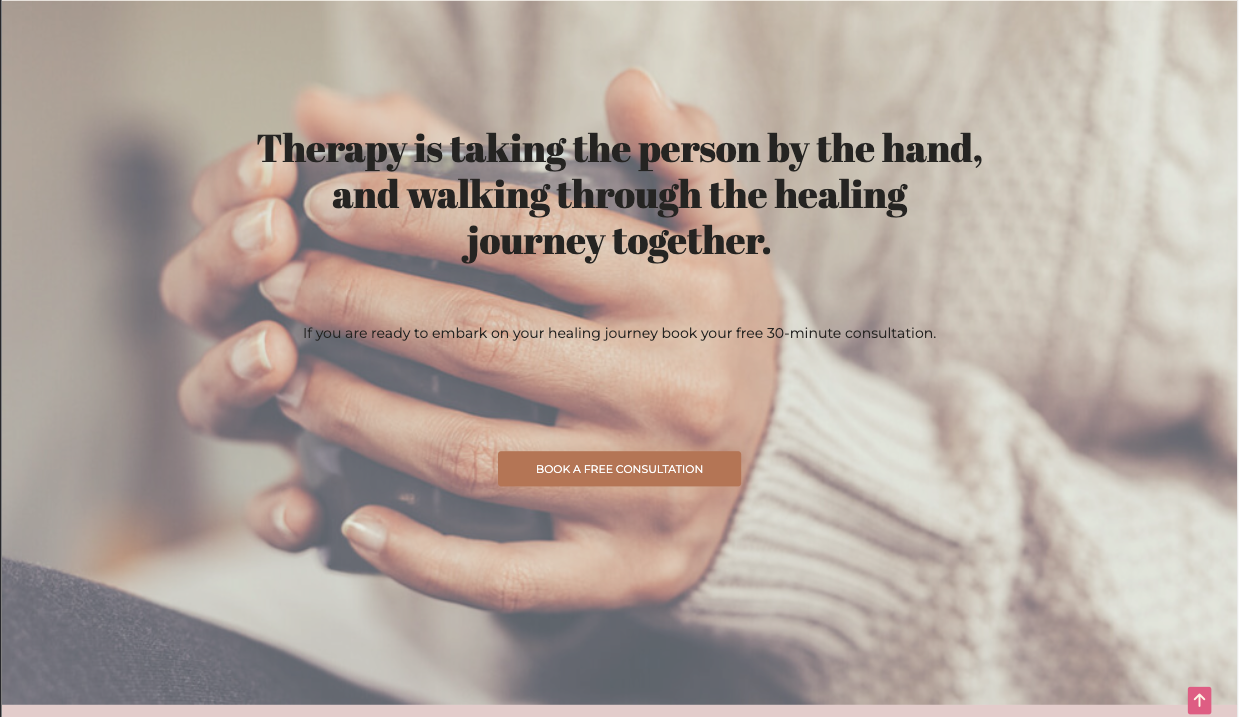 Therapy is taking the person by the hand,
and walking through the healing
journey together.
If you are ready to embark on your healing journey book your free 30-minute consultation.
BOOK A FREE CONSULTATION